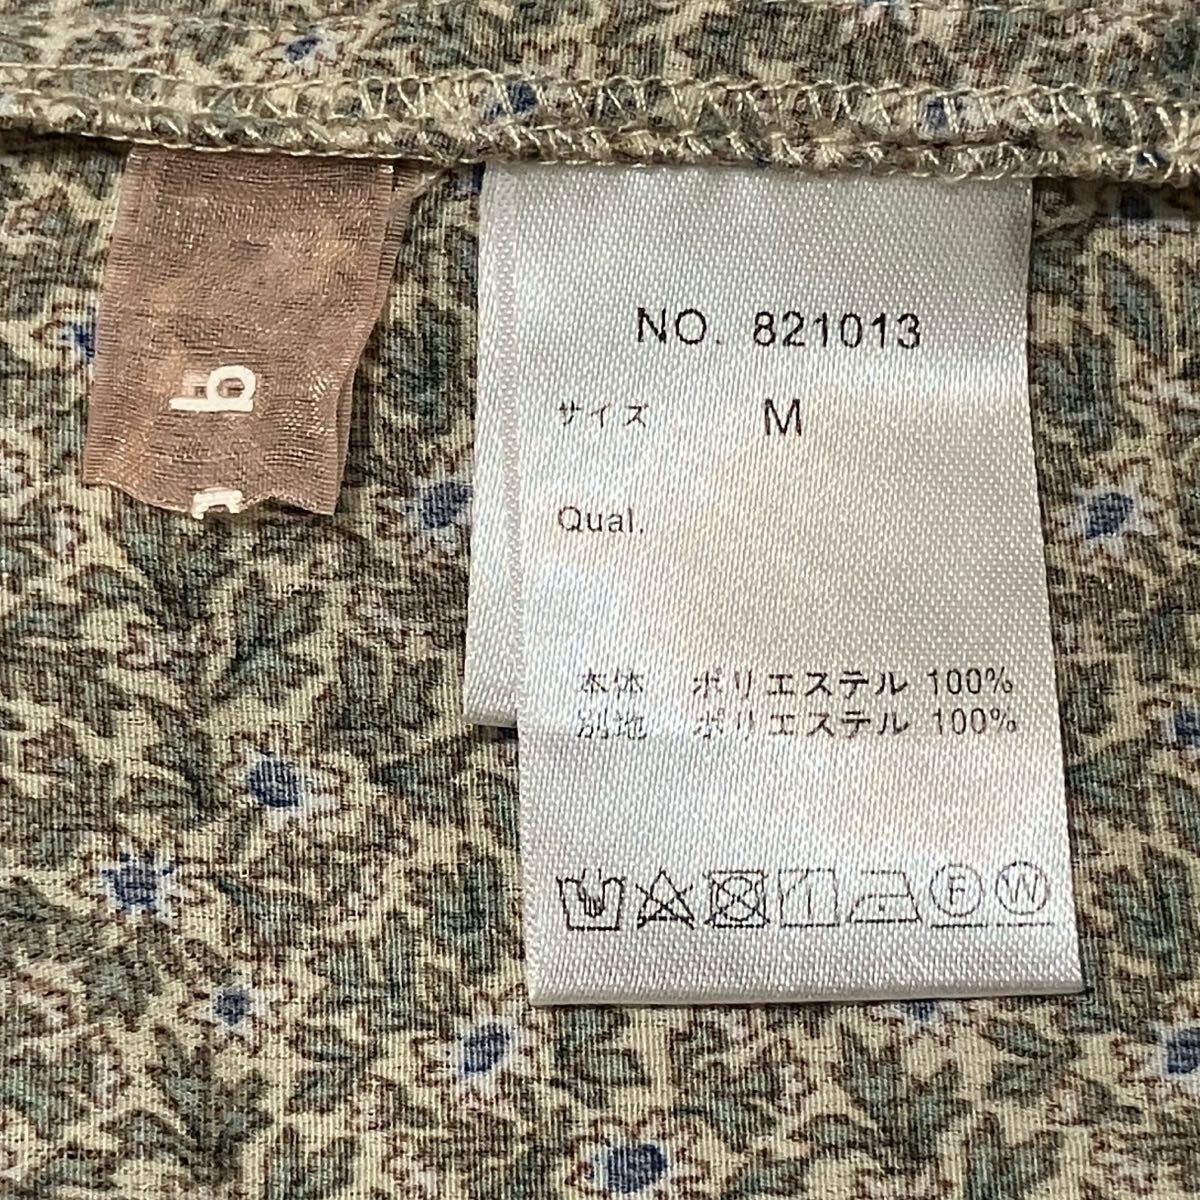 NO. 821013
サイズ M
Qual.
本体 ポリエステル 100%
別地 ポリエステル 100%
F W